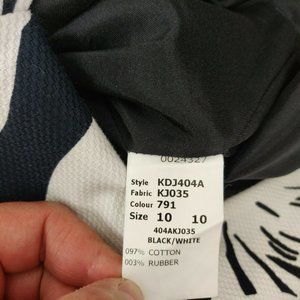 0024327
Style KDJ404A
Fabric KJ035
Colour 791
Size 10 10
404AKJ035
BLACK/WHITE
097% COTTON
003% RUBBER